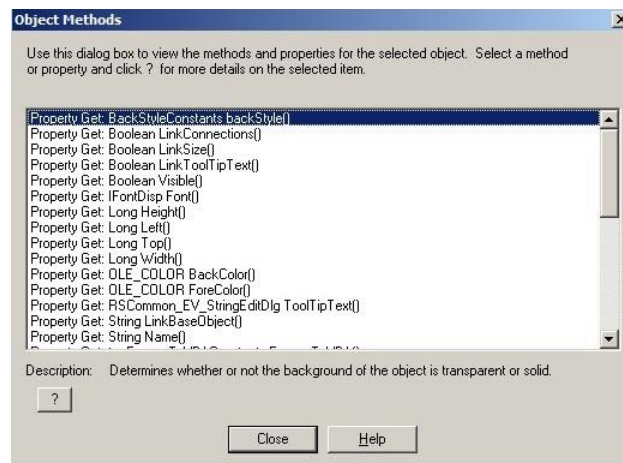 Object Methods
Use this dialog box to view the methods and properties for the selected object. Select a method
or property and click ? for more details on the selected item.
Property Get: BackStyleConstants backStyle()
Property Get: Boolean LinkConnections()
Property Get: Boolean LinkSize()
Property Get: Boolean LinkToolTipText()
Property Get: Boolean Visible()
Property Get: IFontDisp Font()
Property Get: Long Height()
Property Get: Long Left()
Property Get: Long Top()
Property Get: Long Width()
Property Get: OLE_COLOR BackColor()
Property Get: OLE_COLOR ForeColor()
Property Get: RSCommon_EV_StringEditDlg ToolTipText()
Property Get: String LinkBaseObject()
Property Get: String Name()
Description: Determines whether or not the background of the object is transparent or solid.
?
Close Help